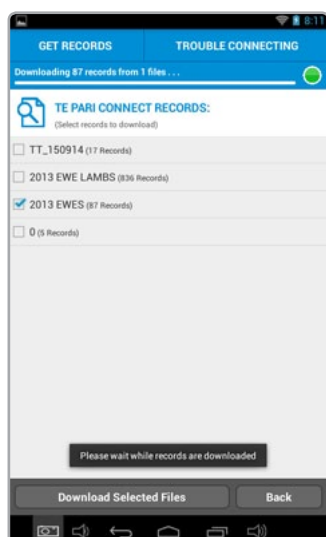 8:11
GET RECORDS
TROUBLE CONNECTING
Downloading 87 records from 1 files . . .
TE PARI CONNECT RECORDS:
(Select records to download)
TT_150914 (17 Records)
2013 EWE LAMBS (836 Records)
2013 EWES (87 Records)
0 (5 Records)
Please wait while records are downloaded
Download Selected Files
Back